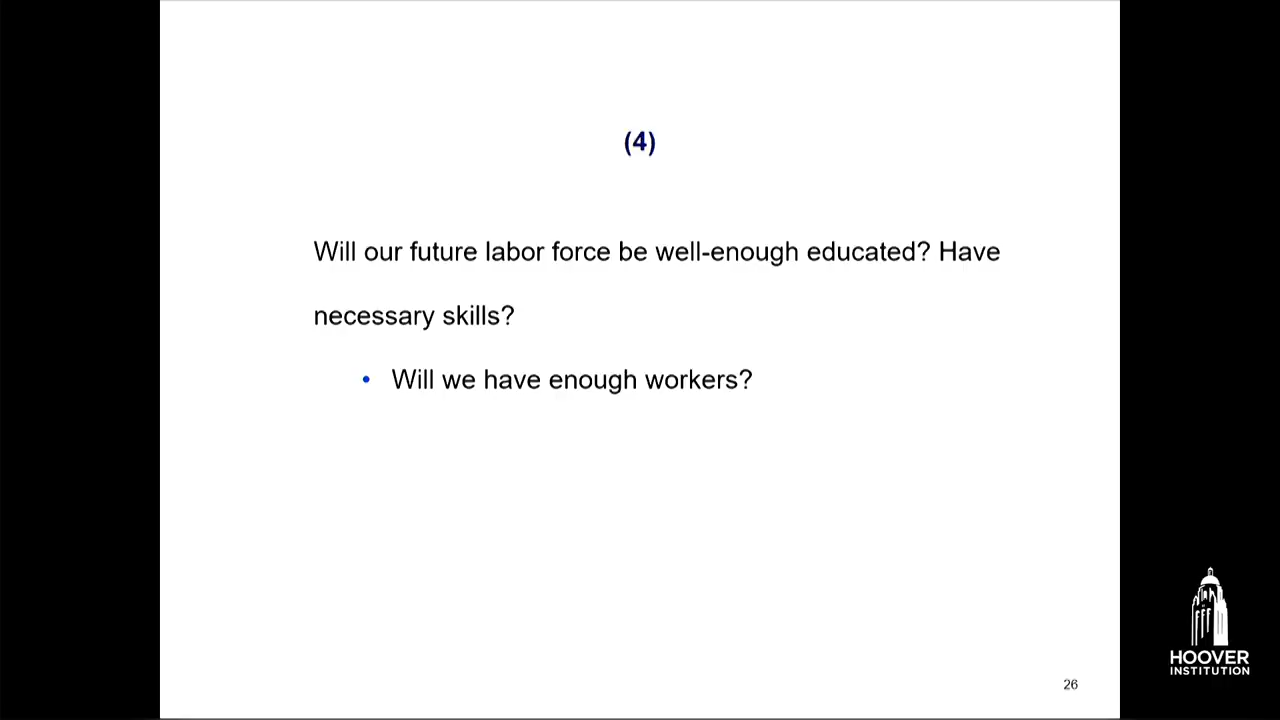 (4)
Will our future labor force be well-enough educated? Have
necessary skills?
• Will we have enough workers?
26
HOOVER
INSTITUTION